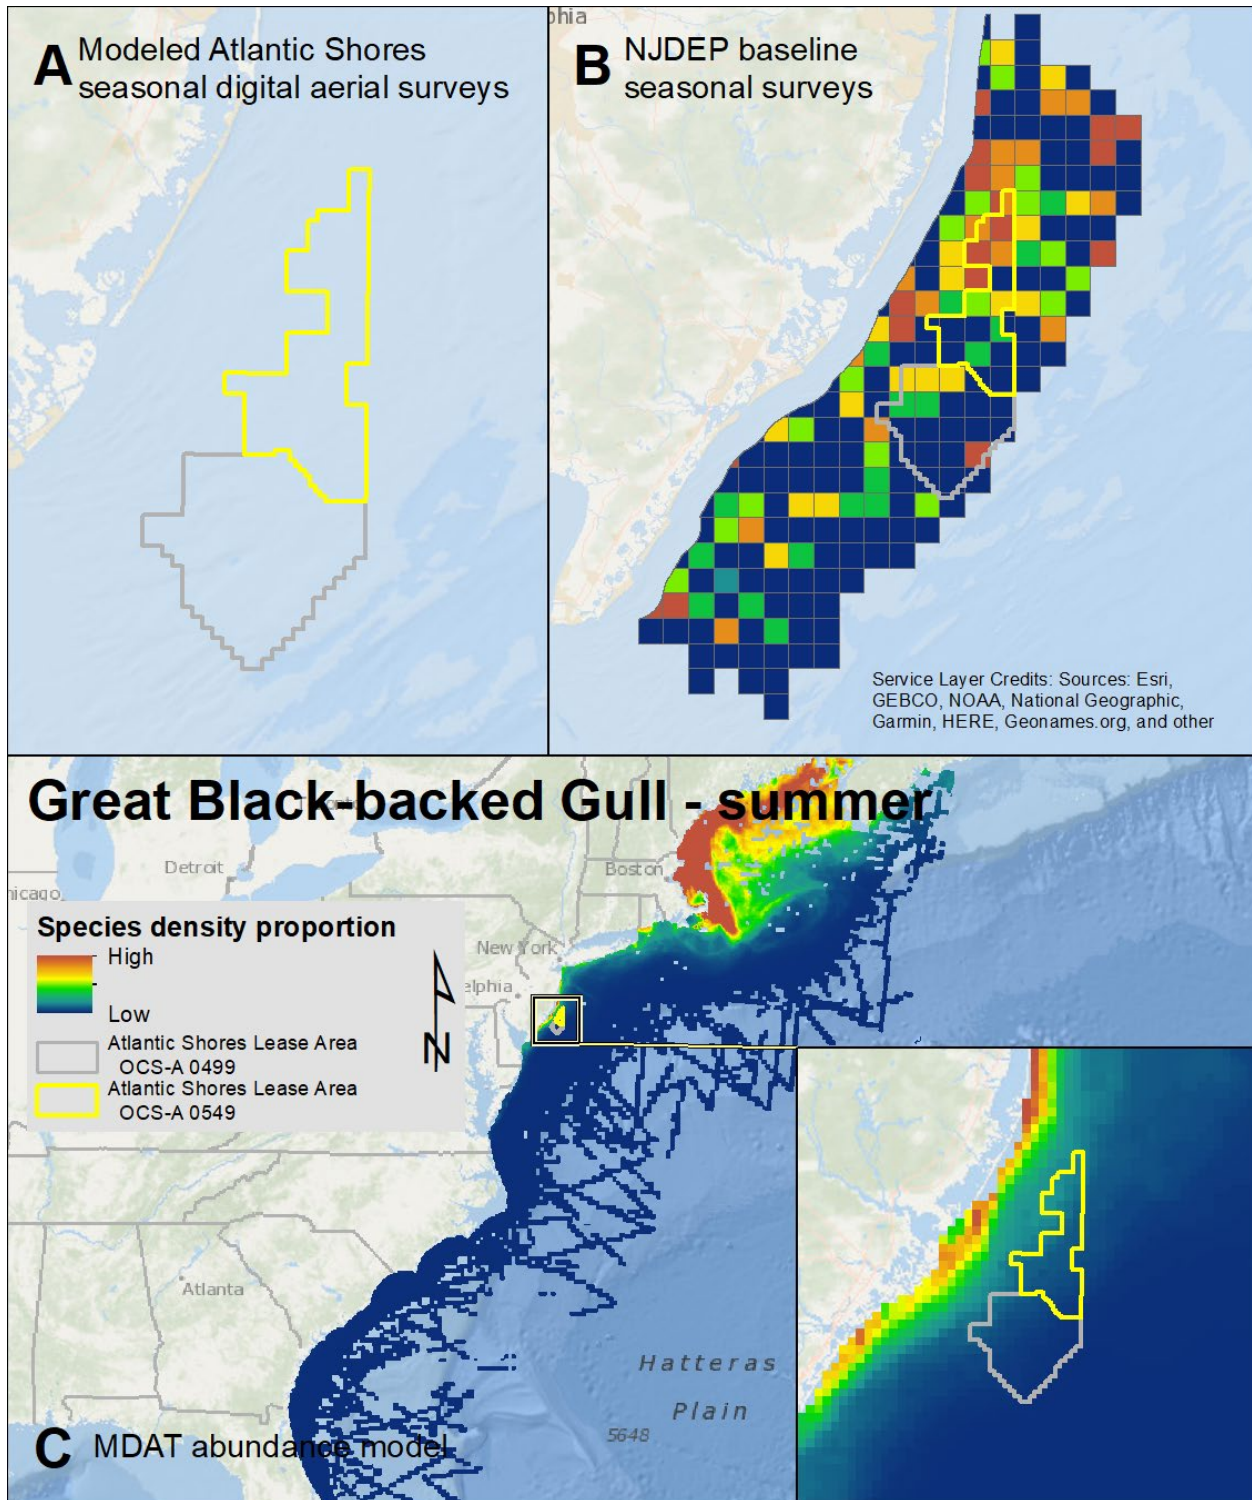 phia
A Modeled Atlantic Shores
seasonal digital aerial surveys
B NJDEP baseline
seasonal surveys
Service Layer Credits: Sources: Esri,
GEBCO, NOAA, National Geographic,
Garmin, HERE, Geonames.org, and other
Great Black-backed Gull - summer
Detroit
Boston
hicago
Species density proportion
High
Low
New York
elphia
N
Atlantic Shores Lease Area
OCS-A 0499
Atlantic Shores Lease Area
OCS-A 0549
Atlanta
Hatteras
Plain
5648
C MDAT abundance model